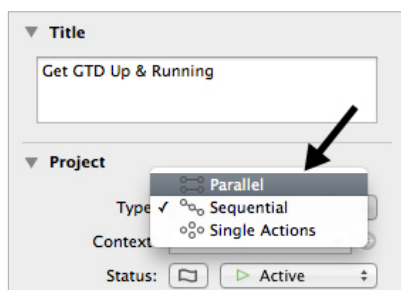 Title
Get GTD Up & Running
Project
Parallel
Type ✓ Sequential
Single Actions
Context
Status: Active